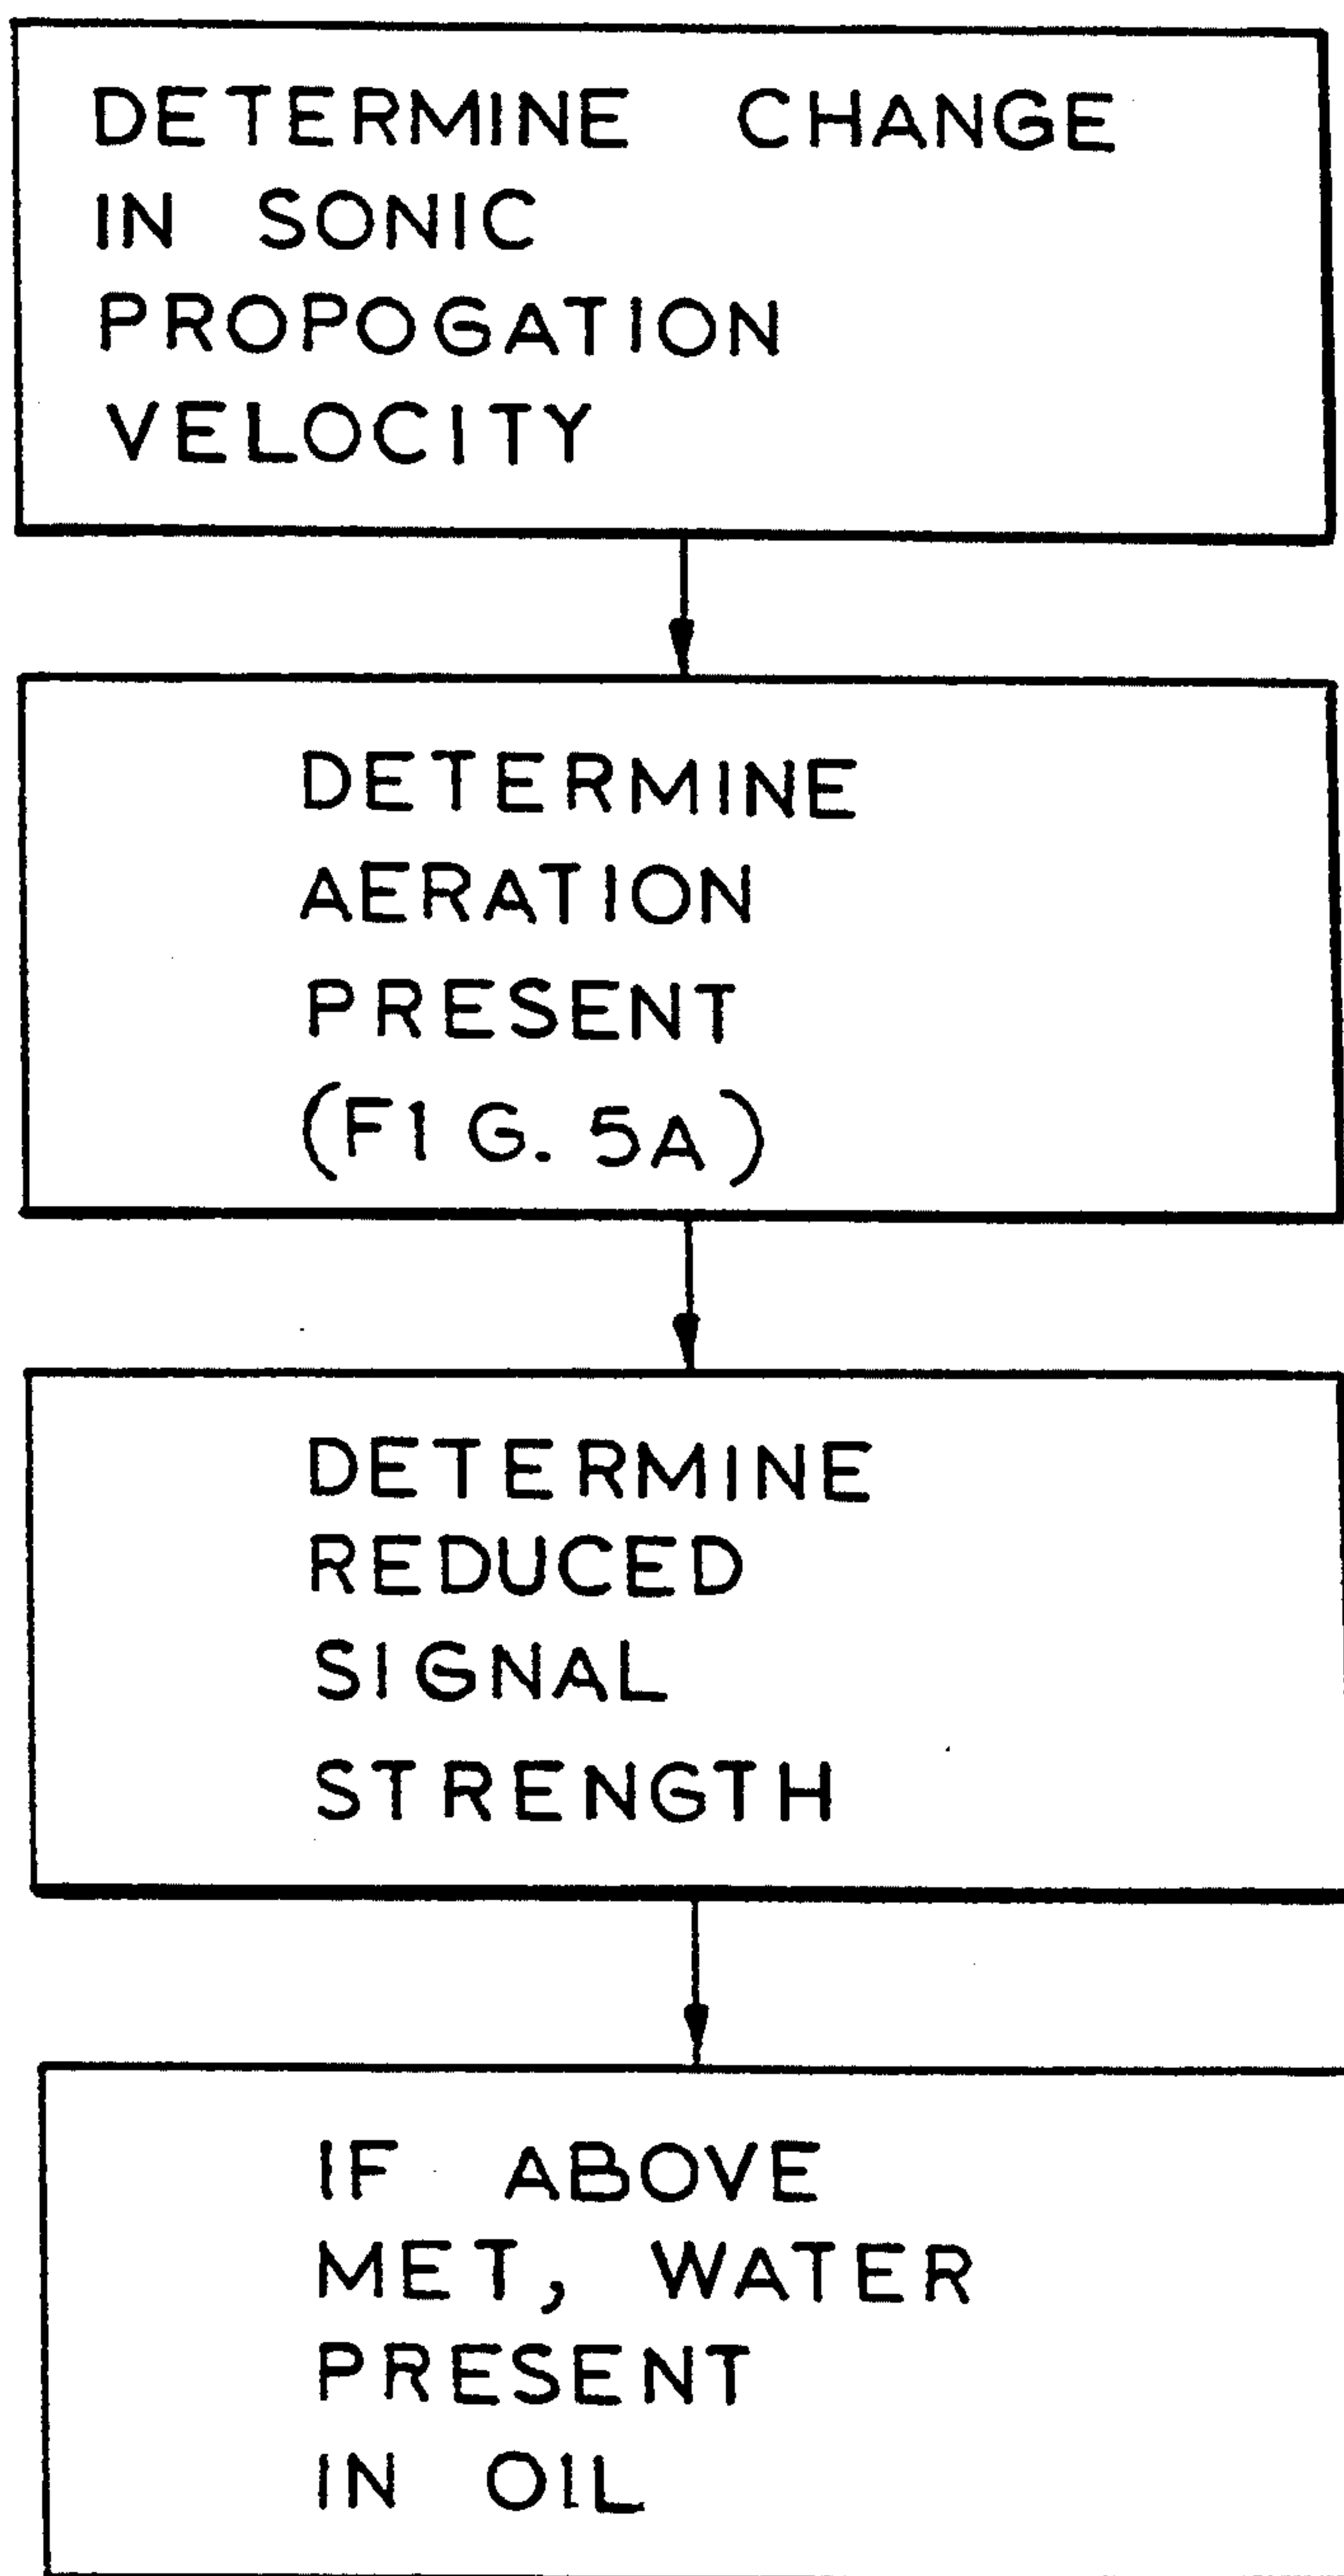 DETERMINE CHANGE
IN SONIC
PROPOGATION
VELOCITY
DETERMINE
AERATION
PRESENT
(FIG. 5A)
DETERMINE
REDUCED
SIGNAL
STRENGTH
IF ABOVE
MET, WATER
PRESENT
IN OIL